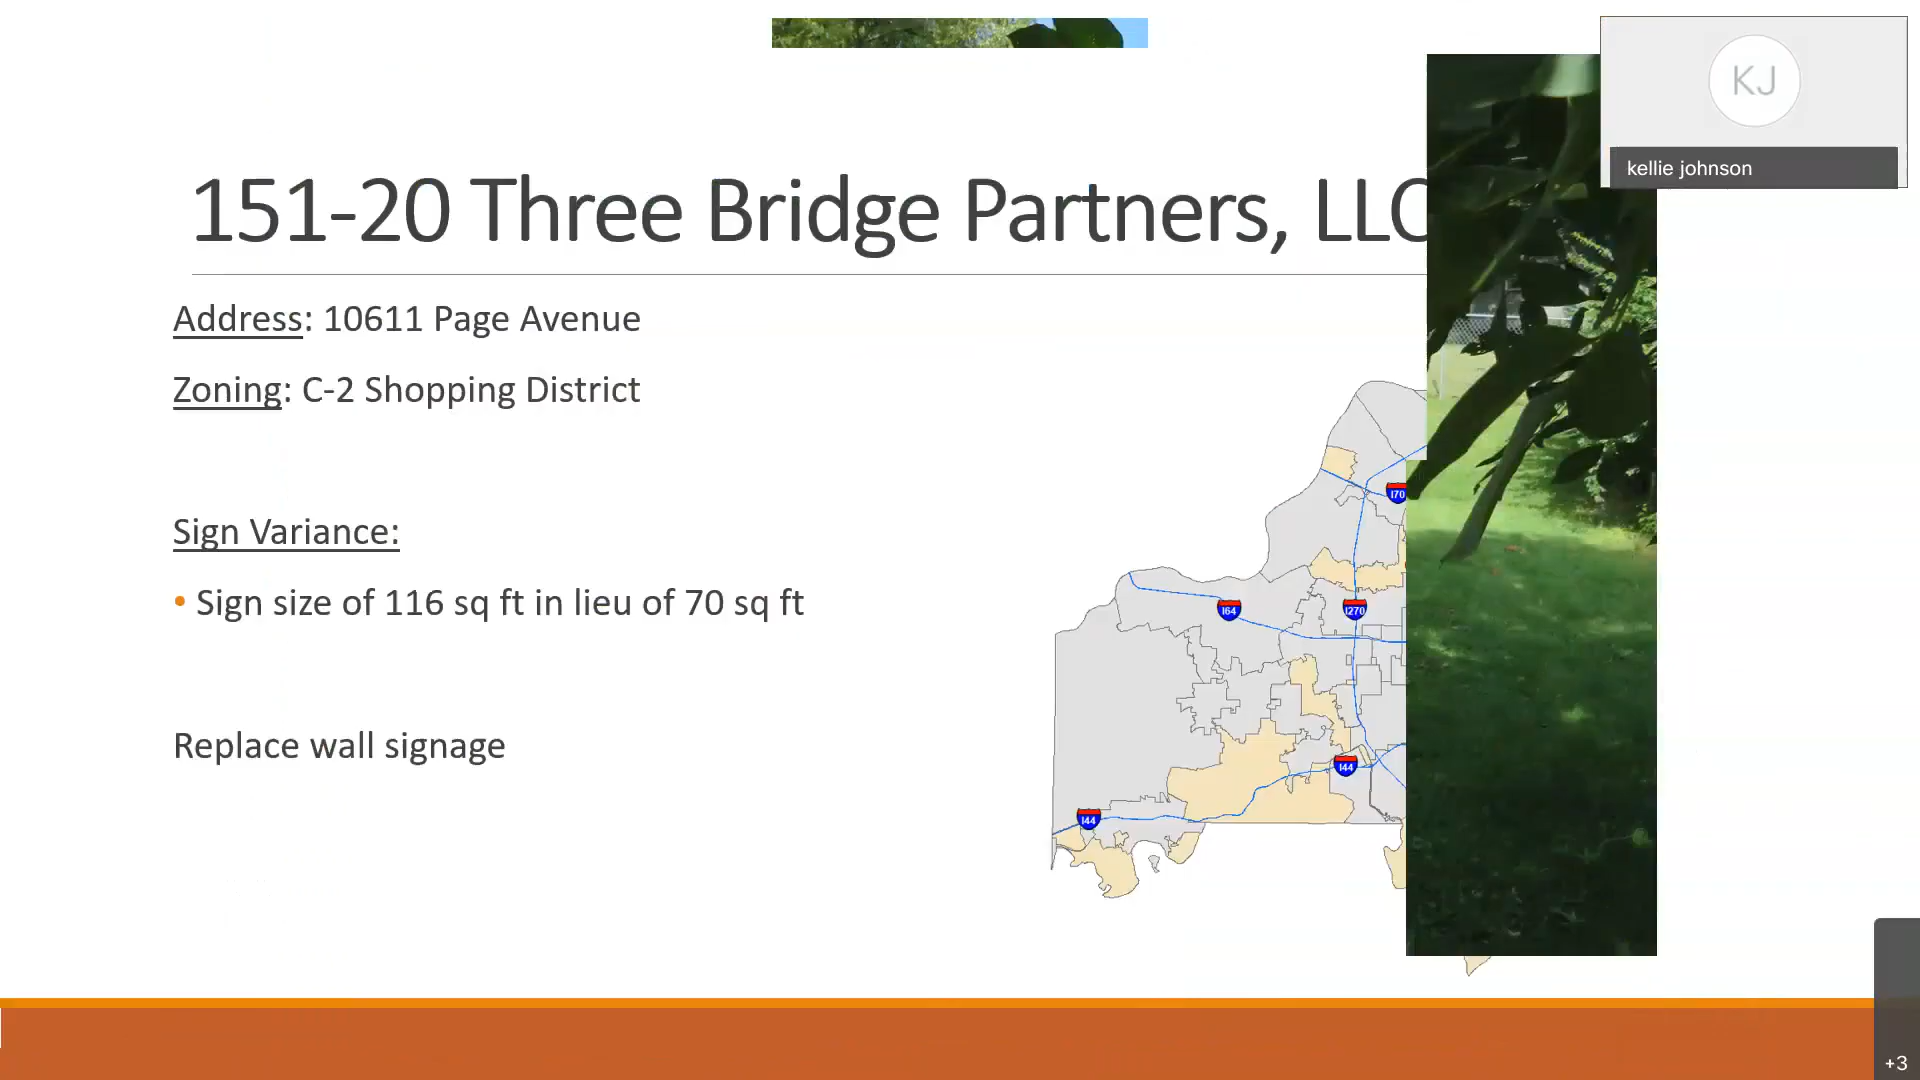 KJ
kellie johnson
151-20 Three Bridge Partners, LLC
Address: 10611 Page Avenue
Zoning: C-2 Shopping District
Sign Variance:
• Sign size of 116 sq ft in lieu of 70 sq ft
Replace wall signage
170
164
1270
144
144
+3